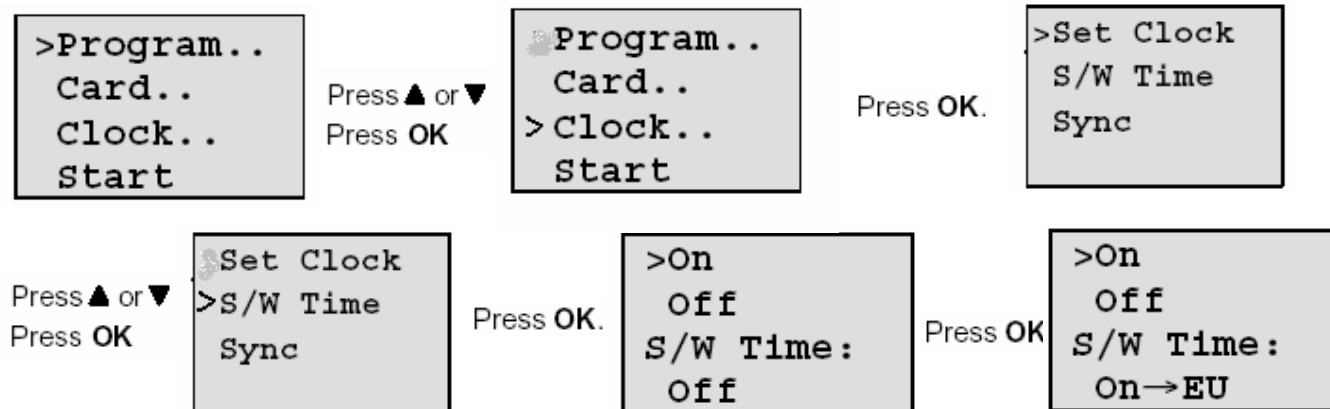 >Program..
Card..
Clock..
Start
Press ▲ or ▼
Press OK
Program..
Card..
>Clock..
Start
Press OK.
>Set Clock
S/W Time
Sync
Press ▲ or ▼
Press OK
Set Clock
>S/W Time
Sync
Press OK.
>On
Off
S/W Time:
Off
Press OK
>On
Off
S/W Time:
On→EU